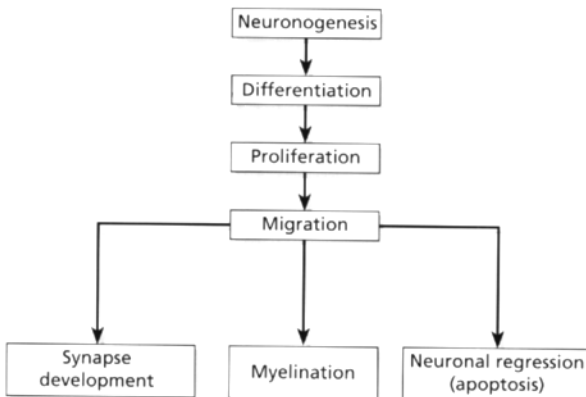 Neuronogenesis
Differentiation
Proliferation
Migration
Synapse
development
Myelination
Neuronal regression
(apoptosis)